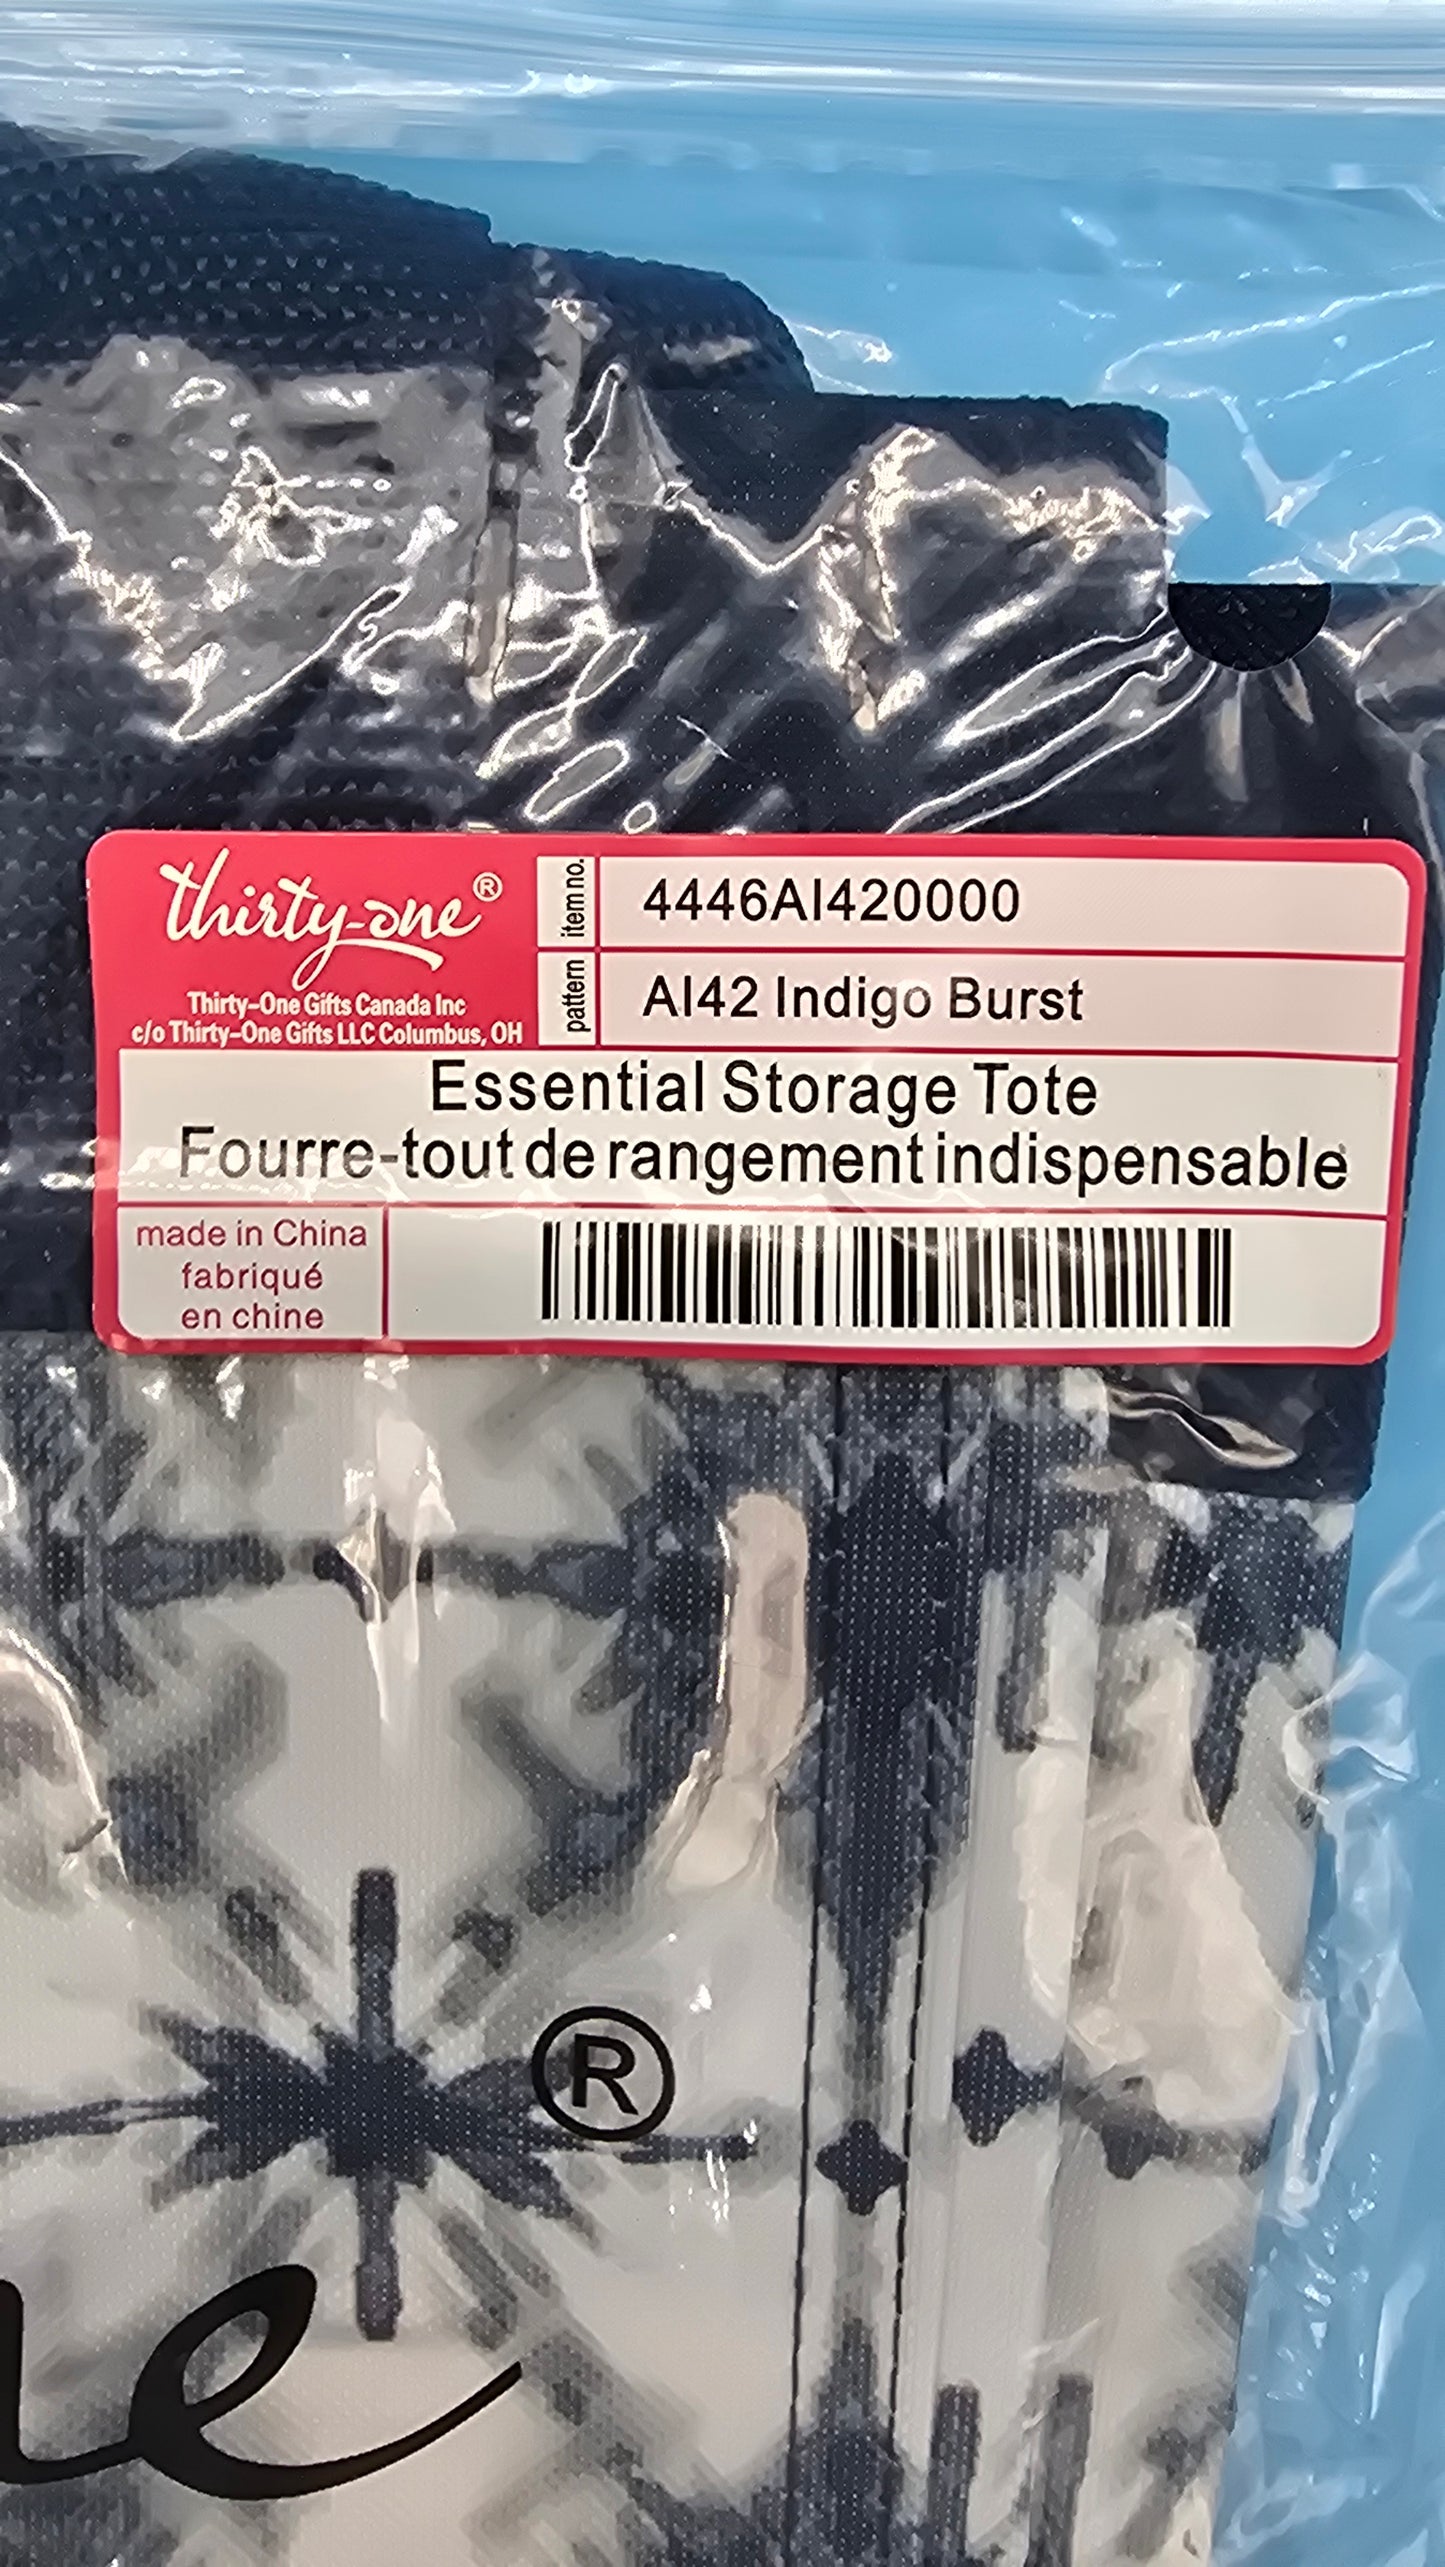 thirty-one®
Thirty-One Gifts Canada Inc
c/o Thirty-One Gifts LLC Columbus, OH
item no.
4446AI420000
pattern
AI42 Indigo Burst
Essential Storage Tote
Fourre-tout de rangement indispensable
made in China
fabriqué
en chine
®
ne